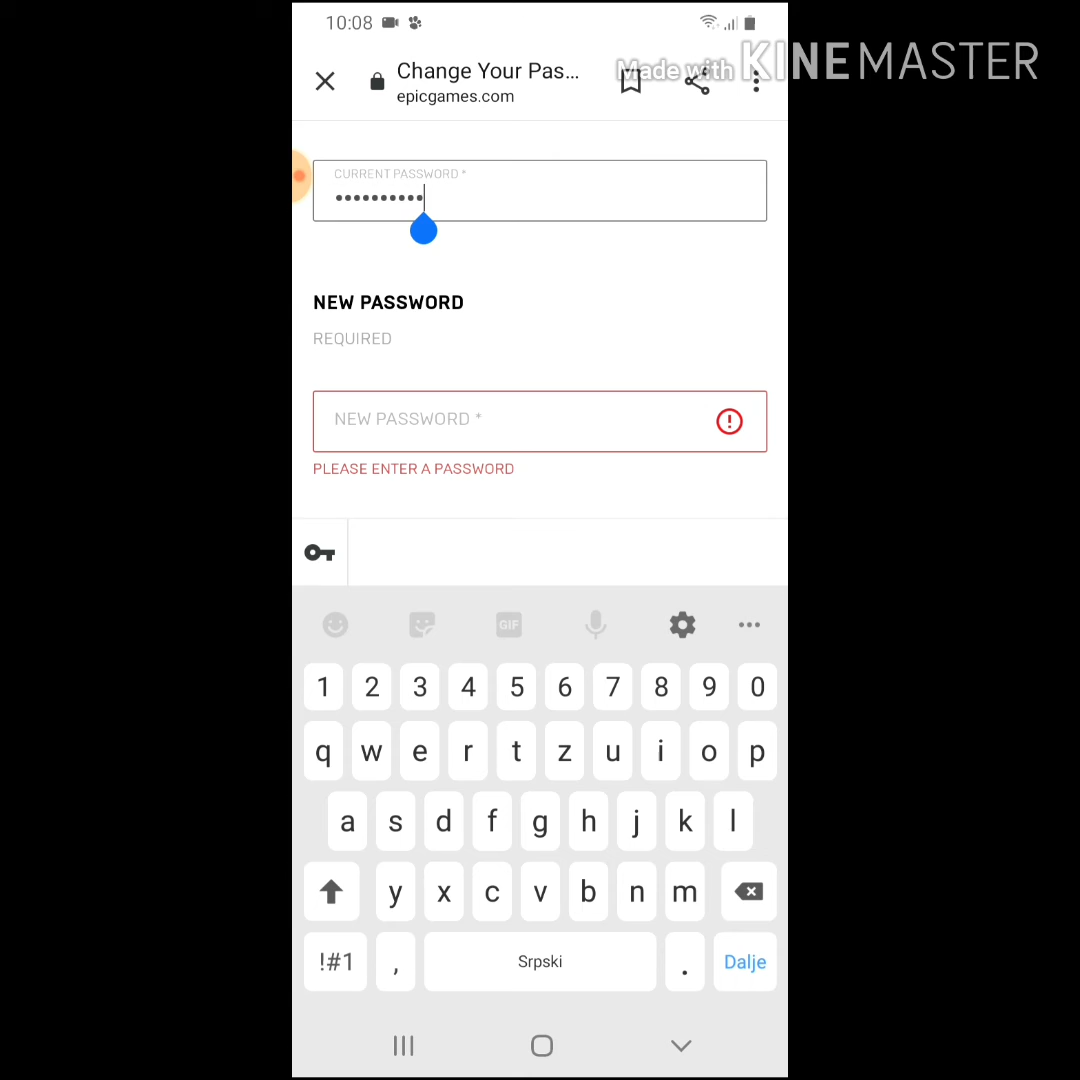 10:08
Made with KINEMASTER
Change Your Pas...
epicgames.com
CURRENT PASSWORD *
••••••••••
NEW PASSWORD
REQUIRED
NEW PASSWORD *
PLEASE ENTER A PASSWORD
GIF
1 2 3 4 5 6 7 8 9 0
q w e r t z u i o p
a s d f g h j k l
y x c v b n m
!#1 , Srpski . Dalje